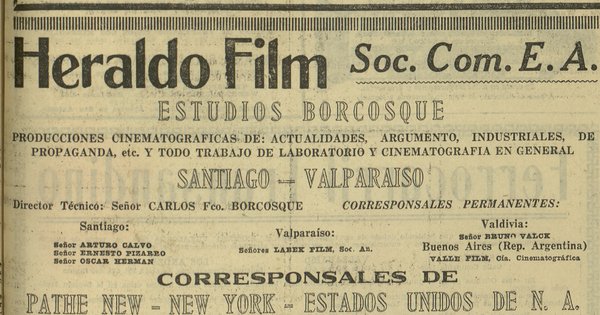 Heraldo Film Soc. Com. E. A.
ESTUDIOS BORCOSQUE
PRODUCCIONES CINEMATOGRAFICAS DE: ACTUALIDADES, ARGUMENTO, INDUSTRIALES, DE
PROPAGANDA, etc. Y TODO TRABAJO DE LABORATORIO Y CINEMATOGRAFIA EN GENERAL
SANTIAGO - VALPARAISO
Director Técnico: Señor CARLOS Fco. BORCOSQUE CORRESPONSALES PERMANENTES:
Santiago:
Señor ARTURO CALVO
Señor ERNESTO PIZARRO
Señor OSCAR HERMAN
Valparaíso:
Señores LABEK FILM, Soc. An.
Valdivia:
Señor BRUNO VALCK
Buenos Aires (Rep. Argentina)
VALLE FILM, Cía. Cinematográfica
CORRESPONSALES DE
PATHE NEW - NEW YORK - ESTADOS UNIDOS DE N. A.